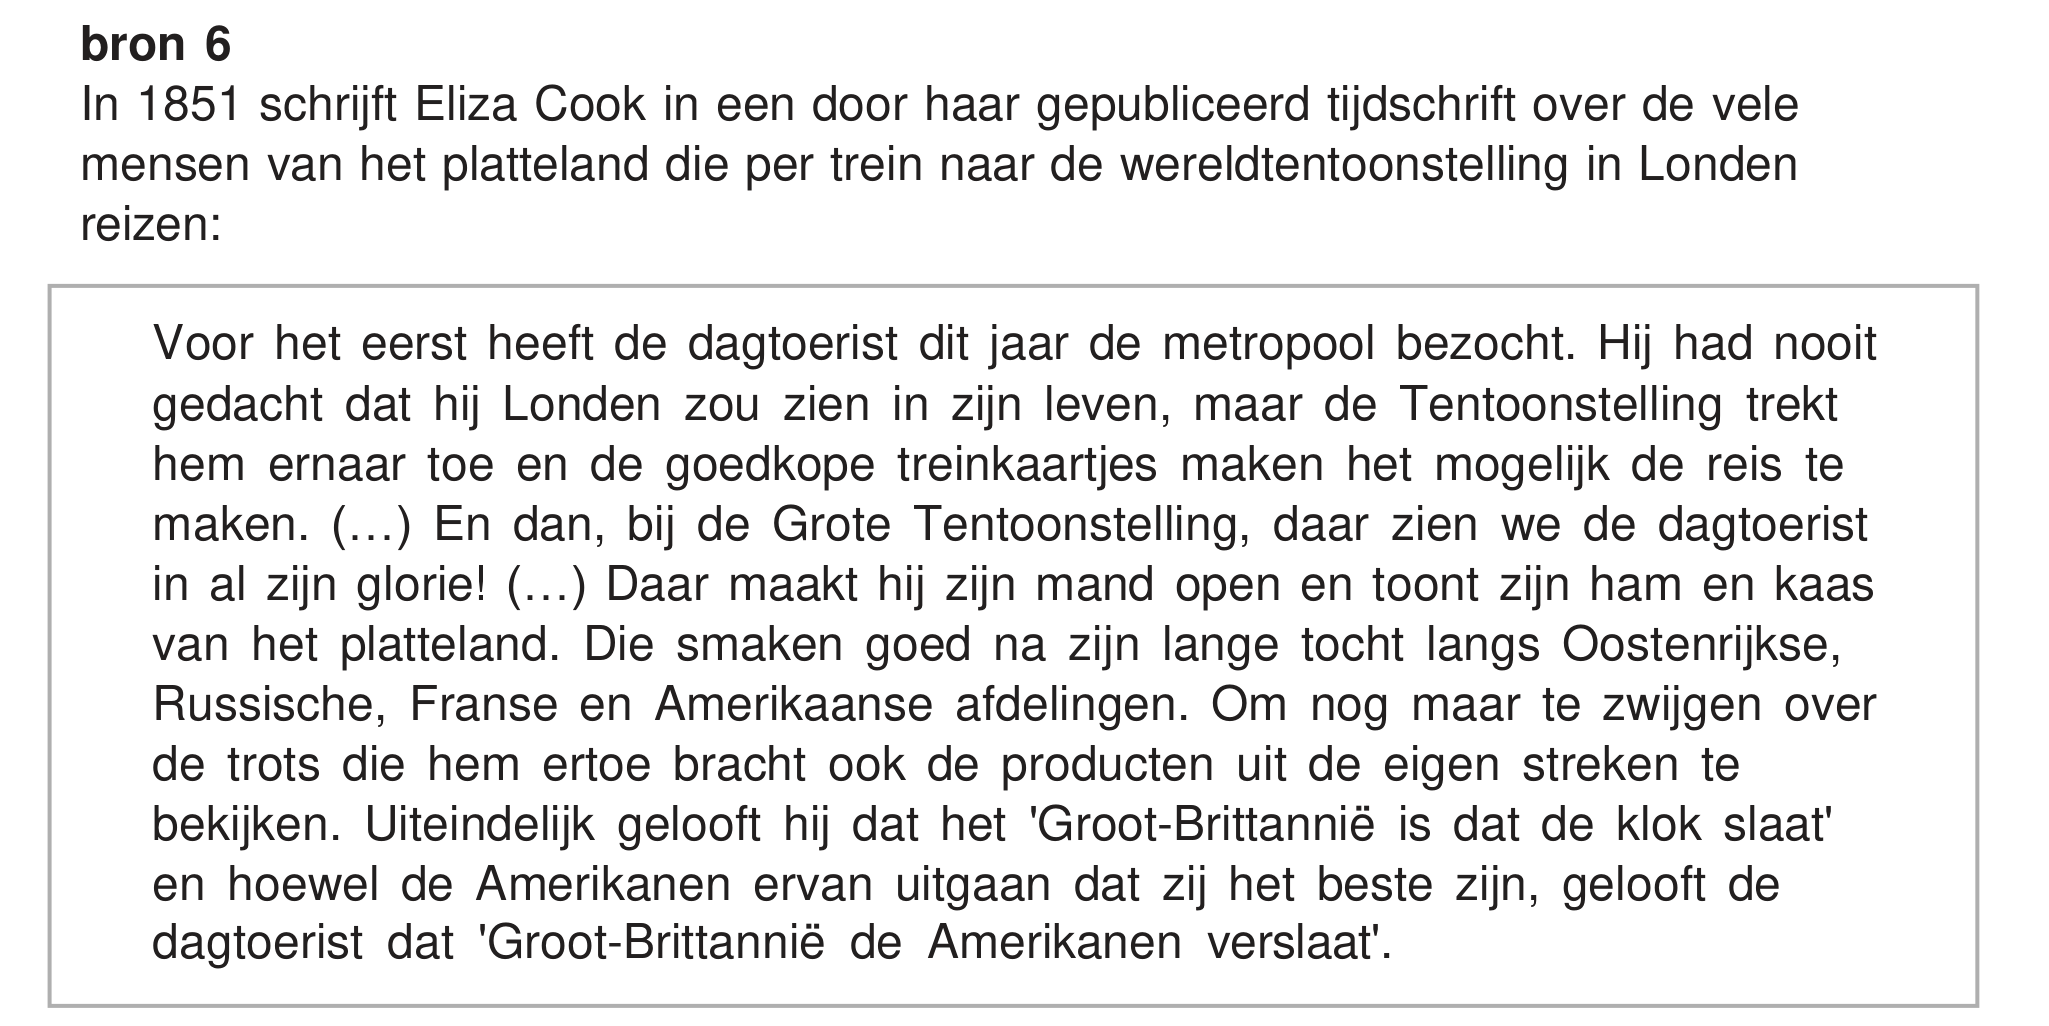 bron 6
In 1851 schrijft Eliza Cook in een door haar gepubliceerd tijdschrift over de vele
mensen van het platteland die per trein naar de wereldtentoonstelling in Londen
reizen:
Voor het eerst heeft de dagtoerist dit jaar de metropool bezocht. Hij had nooit
gedacht dat hij Londen zou zien in zijn leven, maar de Tentoonstelling trekt
hem ernaar toe en de goedkope treinkaartjes maken het mogelijk de reis te
maken. (…) En dan, bij de Grote Tentoonstelling, daar zien we de dagtoerist
in al zijn glorie! (…) Daar maakt hij zijn mand open en toont zijn ham en kaas
van het platteland. Die smaken goed na zijn lange tocht langs Oostenrijkse,
Russische, Franse en Amerikaanse afdelingen. Om nog maar te zwijgen over
de trots die hem ertoe bracht ook de producten uit de eigen streken te
bekijken. Uiteindelijk gelooft hij dat het 'Groot-Brittannië is dat de klok slaat'
en hoewel de Amerikanen ervan uitgaan dat zij het beste zijn, gelooft de
dagtoerist dat 'Groot-Brittannië de Amerikanen verslaat'.